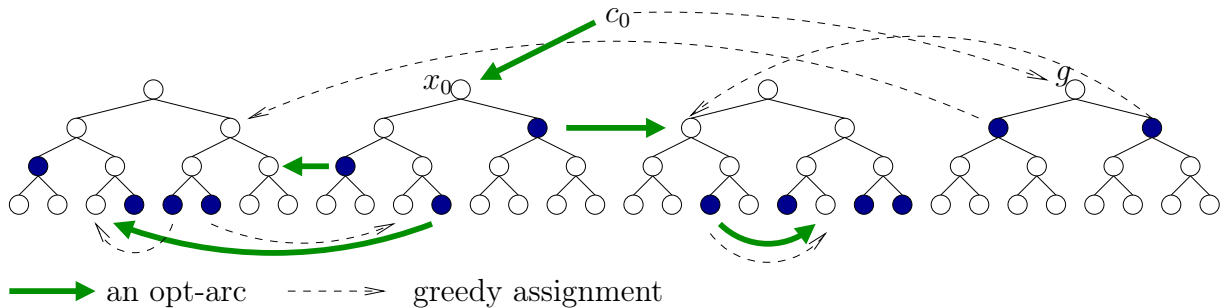 c₀
x₀ g
an opt-arc greedy assignment